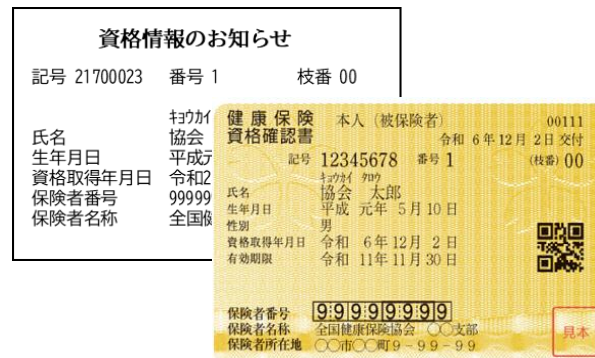 資格情報のお知らせ
記号 21700023 番号 1 枝番 00
キョウカイ
氏名 協会
生年月日 平成
資格取得年月日 令和2
保険者番号 99999
保険者名称 全国
健康保険 本人（被保険者） 00111
資格確認書 令和 6年12月 2日 交付
記号 12345678 番号 1 (枝番) 00
キョウカイ タロウ
氏名 協会 太郎
生年月日 平成 元年 5月10日
性別 男
資格取得年月日 令和 6年12月 2日
有効期限 令和 11年11月30日
保険者番号 99999999
保険者名称 全国健康保険協会 〇〇支部
保険者所在地 〇〇市〇〇町9-99-99
見本